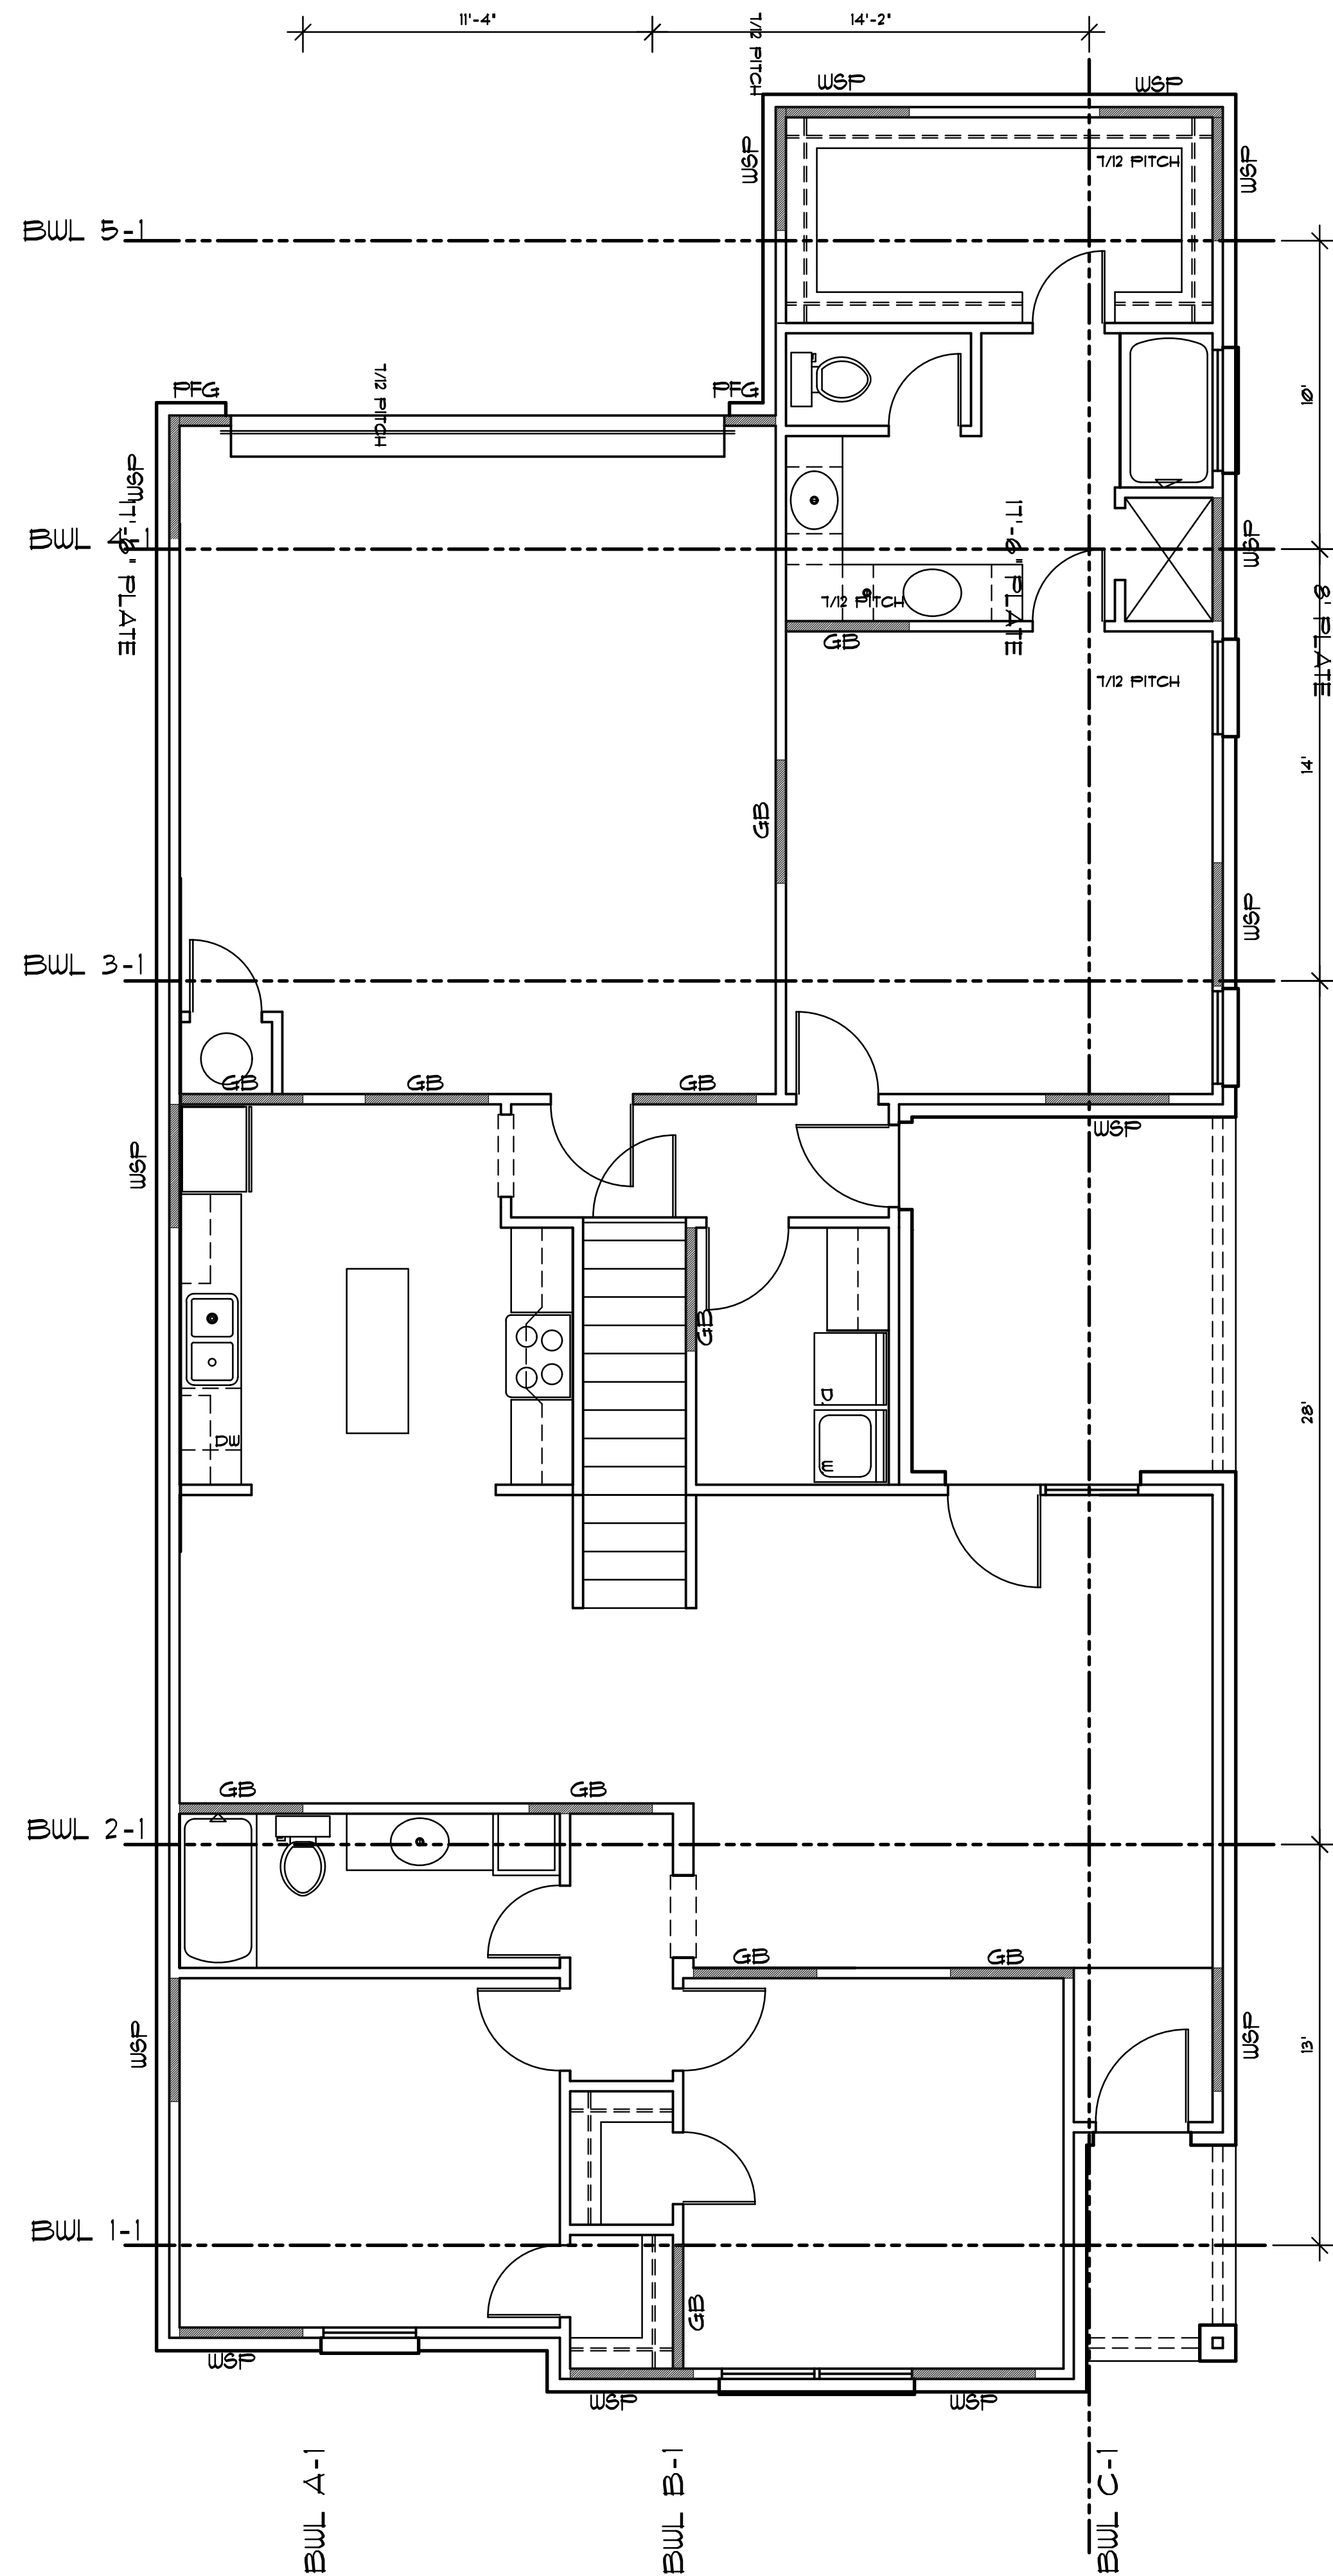 11'-4"
14'-2"
7/12 PITCH
WSP
WSP
WSP
7/12 PITCH
WSP
BWL 5-1
PFG
7/12 PITCH
PFG
10'
WSP
BWL 4-1
11'-6" PLATE
11'-6" PLATE
WSP
8' PLATE
7/12 PITCH
GB
7/12 PITCH
14'
GB
WSP
BWL 3-1
GB
GB
GB
WSP
WSP
GB
D.
W
DW
28'
GB
GB
BWL 2-1
GB
GB
WSP
WSP
13'
BWL 1-1
GB
WSP
WSP
WSP
BWL A-1
BWL B-1
BWL C-1